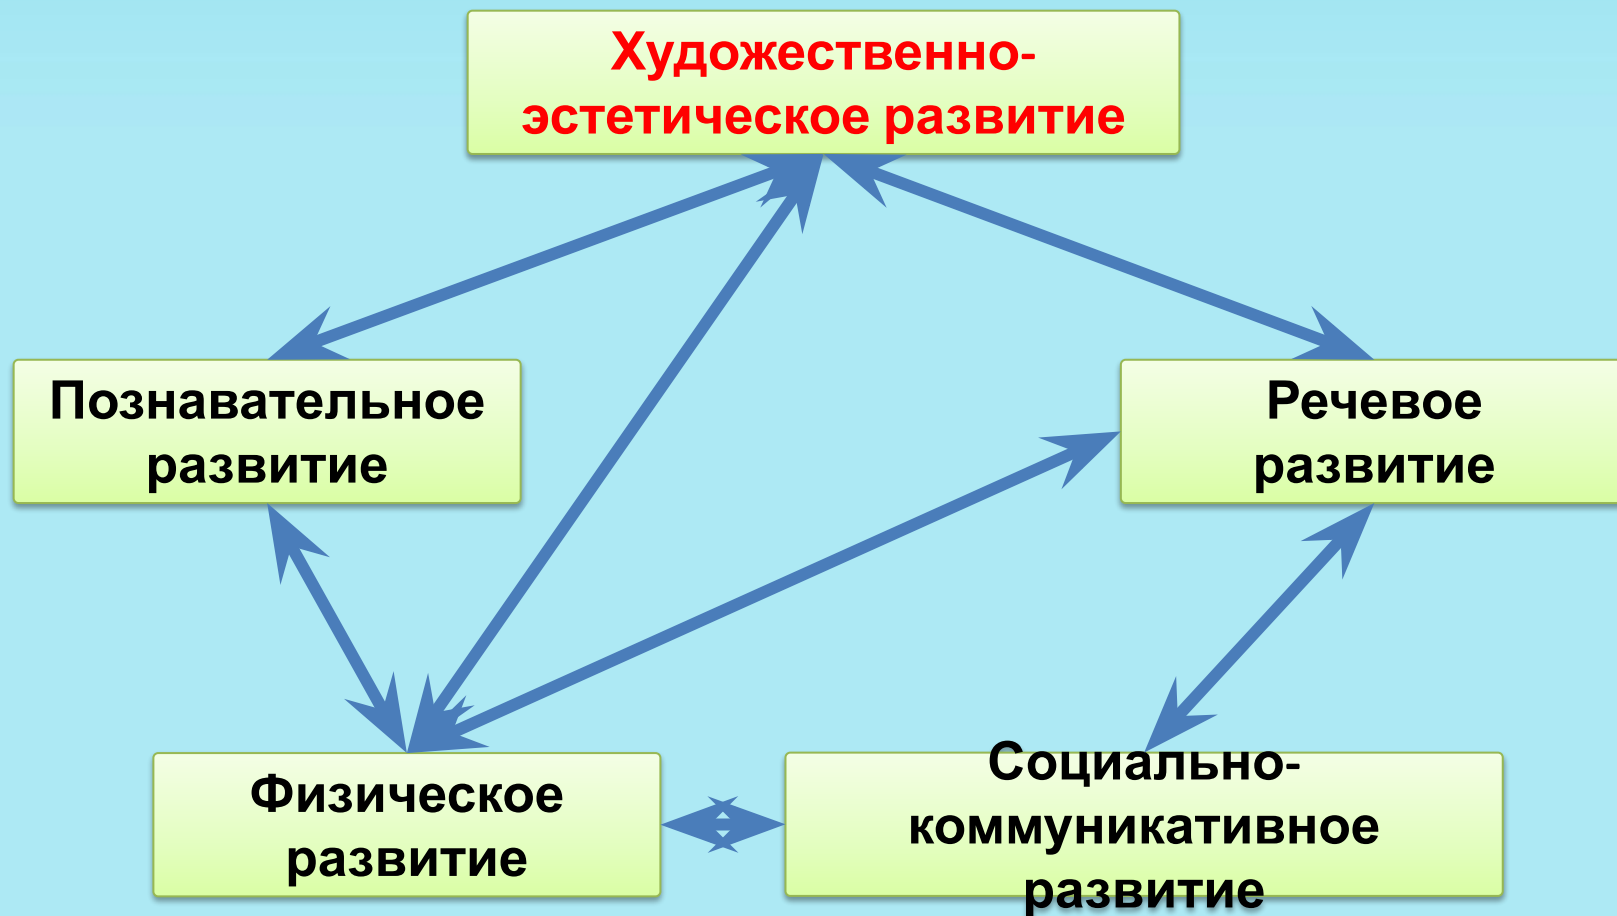 Художественно-
эстетическое развитие
Познавательное
развитие
Речевое
развитие
Физическое
развитие
Социально-
коммуникативное
развитие